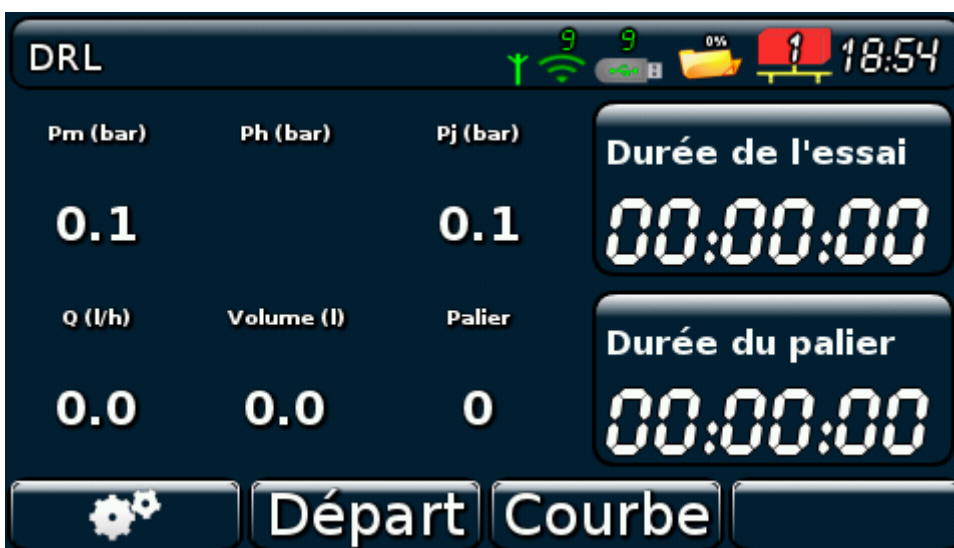 DRL 9 9 0% 1 18:54
Pm (bar) Ph (bar) Pj (bar)
0.1 0.1
Durée de l'essai
00:00:00
Q (l/h) Volume (l) Palier
0.0 0.0 0
Durée du palier
00:00:00
Départ Courbe